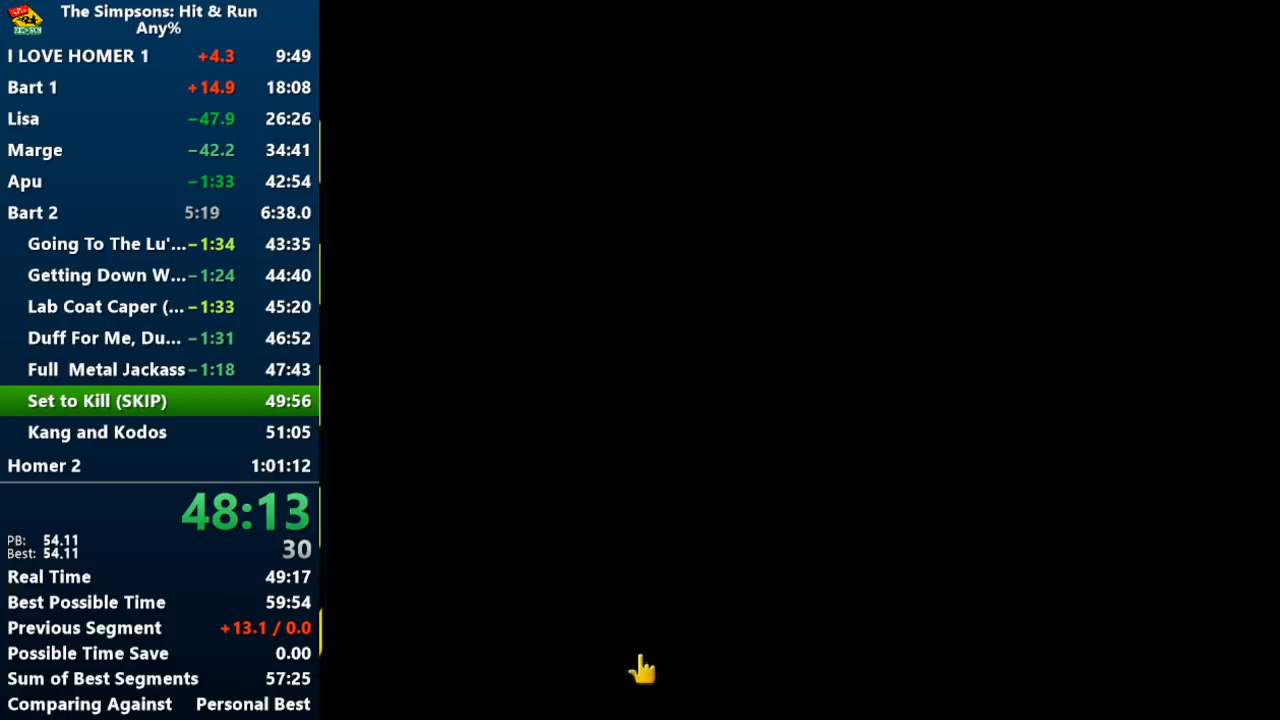 The Simpsons: Hit & Run
Any%
I LOVE HOMER 1 +4.3 9:49
Bart 1 +14.9 18:08
Lisa −47.9 26:26
Marge −42.2 34:41
Apu −1:33 42:54
Bart 2 5:19 6:38.0
Going To The Lu'... −1:34 43:35
Getting Down W... −1:24 44:40
Lab Coat Caper (... −1:33 45:20
Duff For Me, Du... −1:31 46:52
Full Metal Jackass −1:18 47:43
Set to Kill (SKIP) 49:56
Kang and Kodos 51:05
Homer 2 1:01:12
48:13
PB: 54.11
Best: 54.11 30
Real Time 49:17
Best Possible Time 59:54
Previous Segment +13.1 / 0.0
Possible Time Save 0.00
Sum of Best Segments 57:25
Comparing Against Personal Best